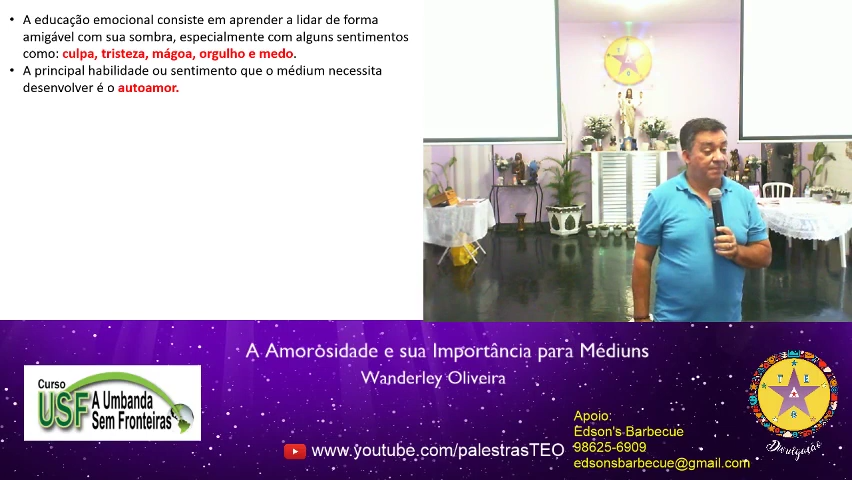 • A educação emocional consiste em aprender a lidar de forma
amigável com sua sombra, especialmente com alguns sentimentos
como: culpa, tristeza, mágoa, orgulho e medo.
• A principal habilidade ou sentimento que o médium necessita
desenvolver é o autoamor.
A Amorosidade e sua Importância para Médiuns
Wanderley Oliveira
Curso
USF A Umbanda
Sem Fronteiras
www.youtube.com/palestrasTEO
Apoio:
Edson's Barbecue
98625-6909
edsonsbarbecue@gmail.com
T E
Divulgação